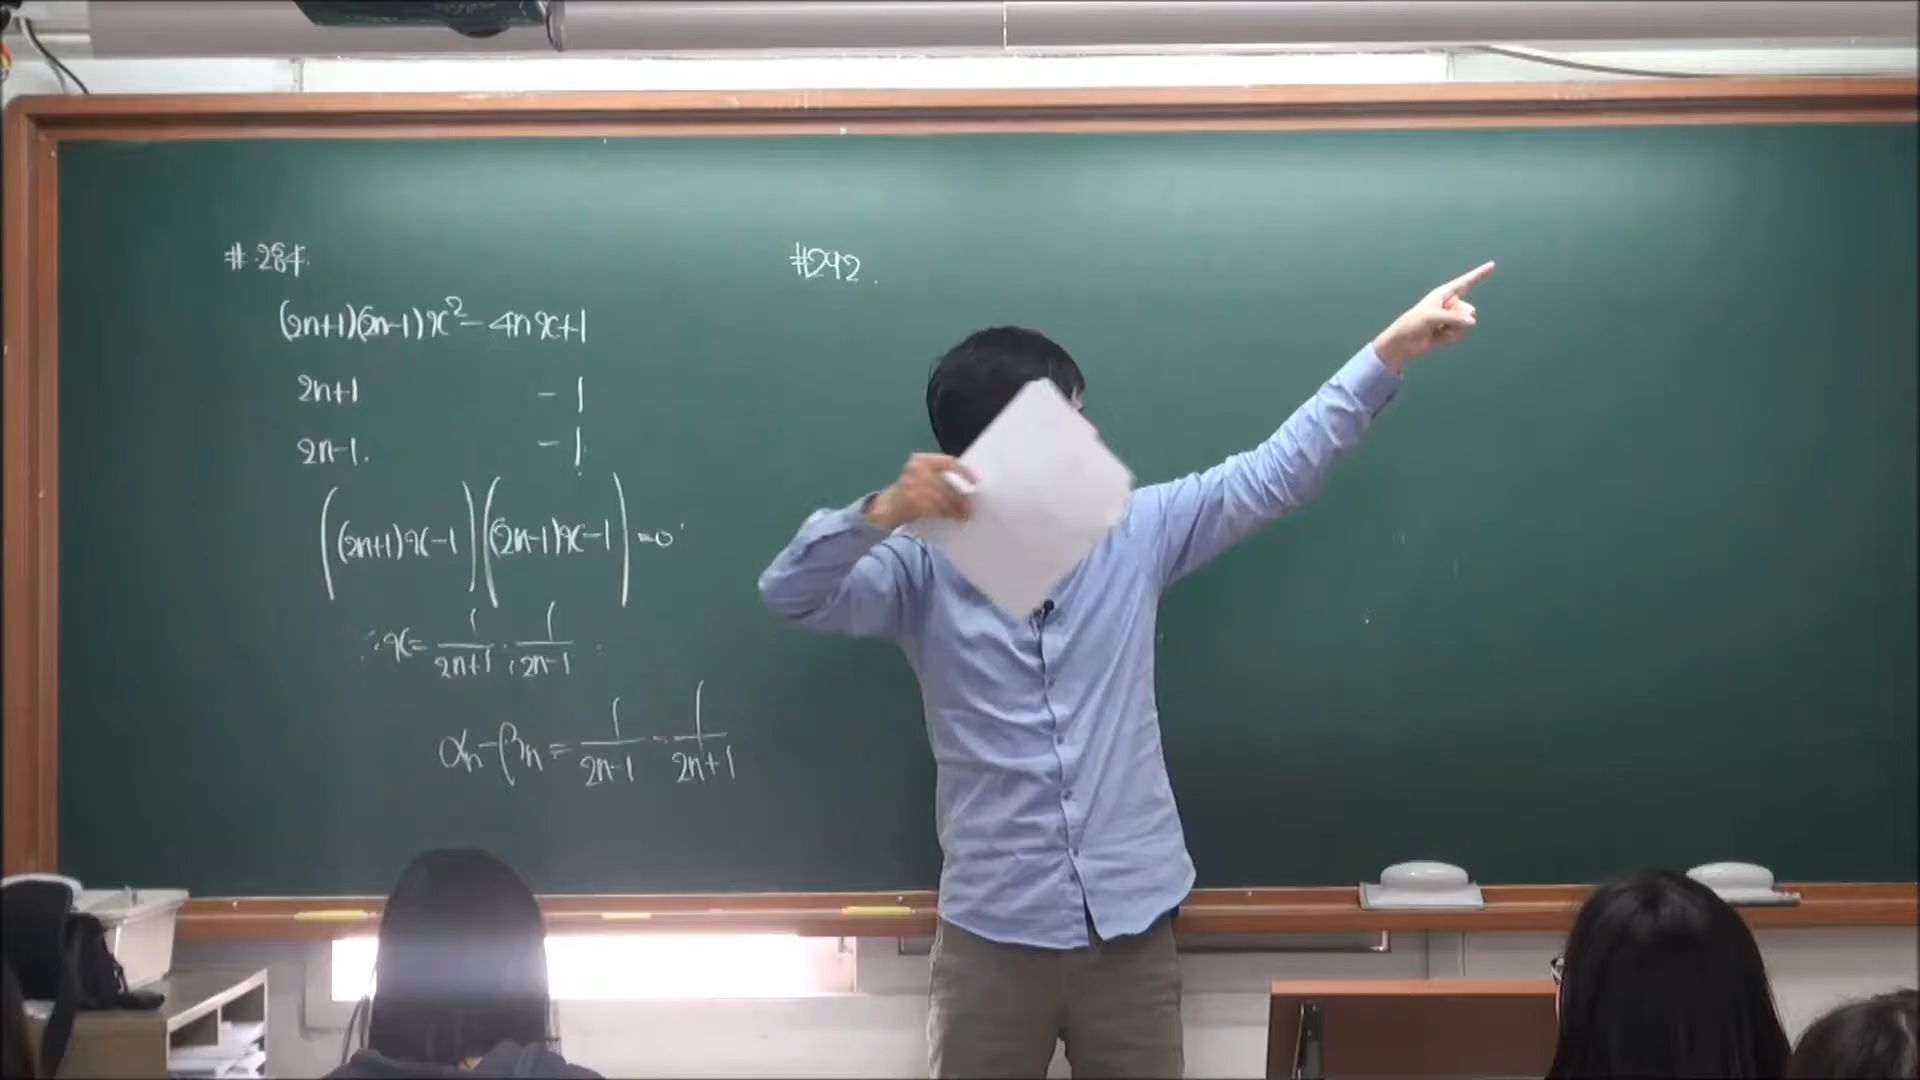 # 284.
(2n+1)(2n-1)x²-4nx+1
2n+1 -1
2n-1. -1
((2n+1)x-1)((2n-1)x-1)=0
∴x=1/2n+1, 1/2n-1
αn-βn=1/2n-1 - 1/2n+1
#292.